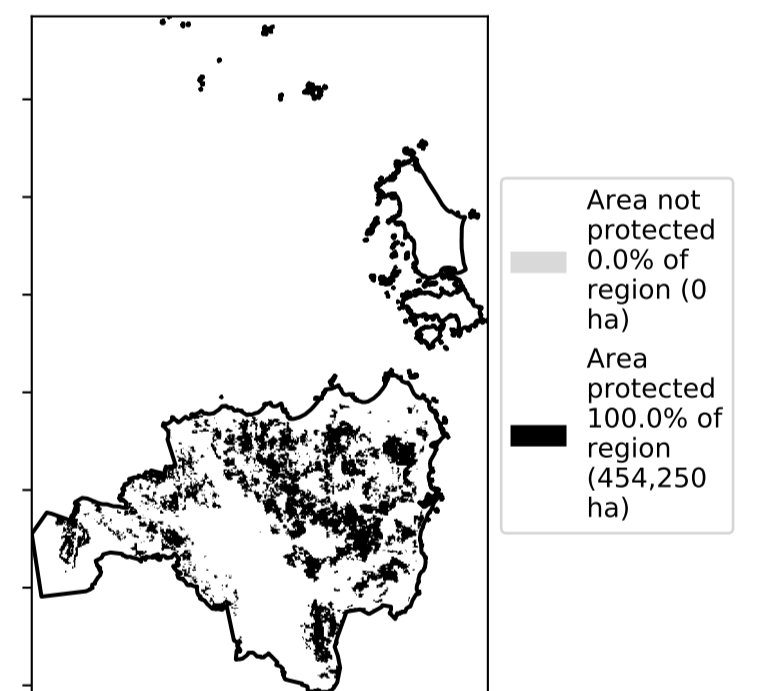 Area not
protected
0.0% of
region (0
ha)
Area
protected
100.0% of
region
(454,250
ha)